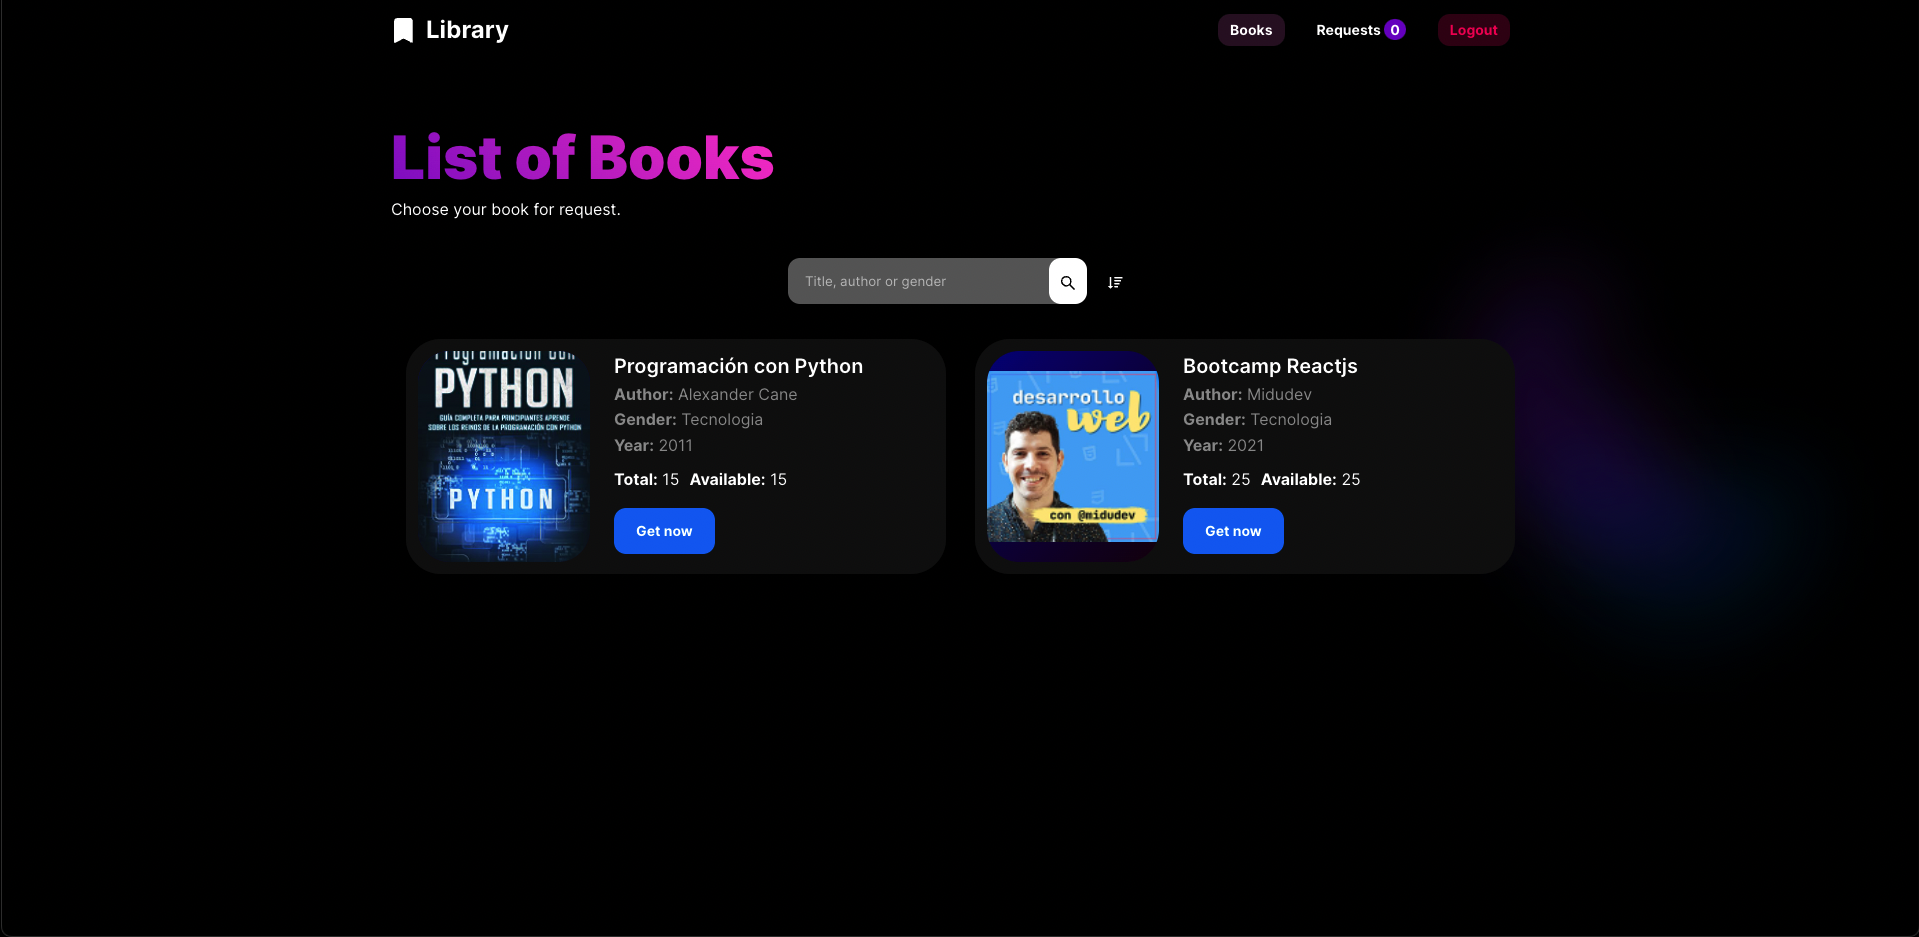 Library
Books
Requests 0
Logout
List of Books
Choose your book for request.
Title, author or gender
PYTHON
GUÍA COMPLETA PARA PRINCIPIANTES APRENDE
SOBRE LOS REINOS DE LA PROGRAMACIÓN CON PYTHON
PYTHON
Programación con Python
Author: Alexander Cane
Gender: Tecnologia
Year: 2011
Total: 15 Available: 15
Get now
desarrollo
web
con @midudev
Bootcamp Reactjs
Author: Midudev
Gender: Tecnologia
Year: 2021
Total: 25 Available: 25
Get now